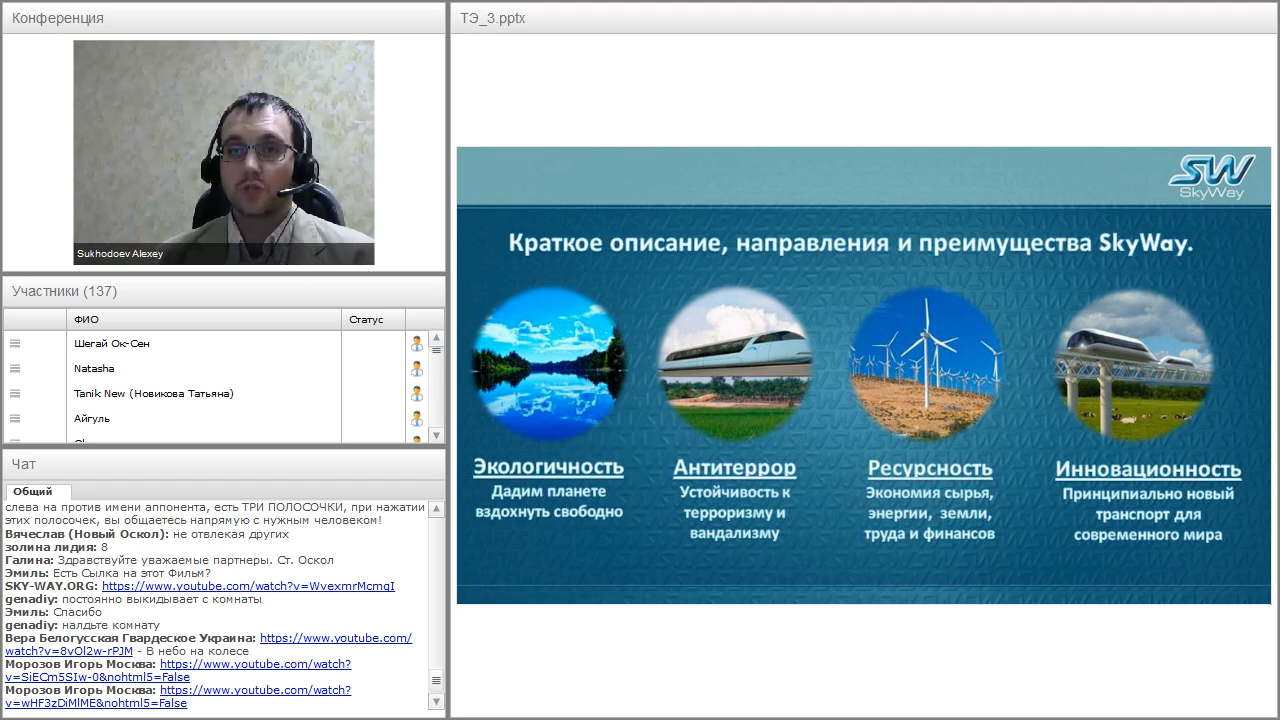 Конференция
Sukhodoev Alexey
Участники (137)
ФИО Статус
Шегай Ок-Сен
Natasha
Tanik New (Новикова Татьяна)
Айгуль
Чат
Общий
слева на против имени аппонента, есть ТРИ ПОЛОСОЧКИ, при нажатии
этих полосочек, вы общаетесь напрямую с нужным человеком!
Вячеслав (Новый Оскол): не отвлекая других
золина лидия: 8
Галина: Здравствуйте уважаемые партнеры. Ст. Оскол
Эмиль: Есть Сылка на этот Фильм?
SKY-WAY.ORG: https://www.youtube.com/watch?v=WvexmrMcmqI
genadiy: постоянно выкидывает с комнаты
Эмиль: Спасибо
genadiy: налдьте комнату
Вера Белогусская Гвардеское Украина: https://www.youtube.com/
watch?v=8vOl2w-rPJM - В небо на колесе
Морозов Игорь Москва: https://www.youtube.com/watch?
v=SiECm5SIw-0&nohtml5=False
Морозов Игорь Москва: https://www.youtube.com/watch?
v=wHF3zDiMlME&nohtml5=False
ТЭ_3.pptx
SW
SkyWay
Краткое описание, направления и преимущества SkyWay.
Экологичность
Дадим планете
вздохнуть свободно
Антитеррор
Устойчивость к
терроризму и
вандализму
Ресурсность
Экономия сырья,
энергии, земли,
труда и финансов
Инновационность
Принципиально новый
транспорт для
современного мира